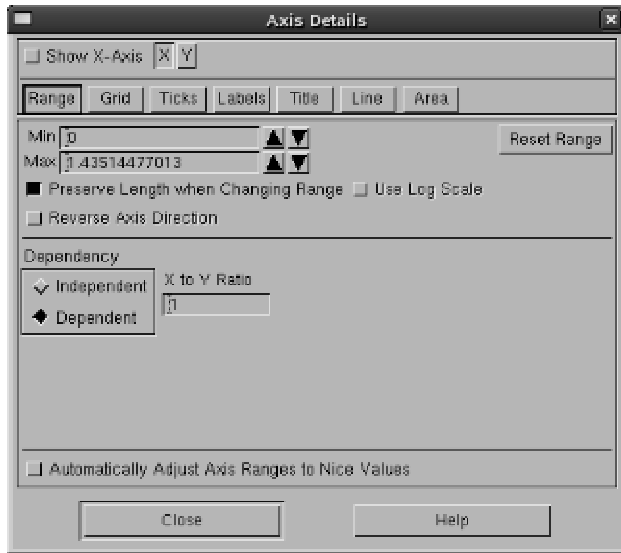 Axis Details
Show X-Axis X Y
Range Grid Ticks Labels Title Line Area
Min 0
Reset Range
Max 1.43514477013
Preserve Length when Changing Range Use Log Scale
Reverse Axis Direction
Dependency
Independent
X to Y Ratio
1
Dependent
Automatically Adjust Axis Ranges to Nice Values
Close Help